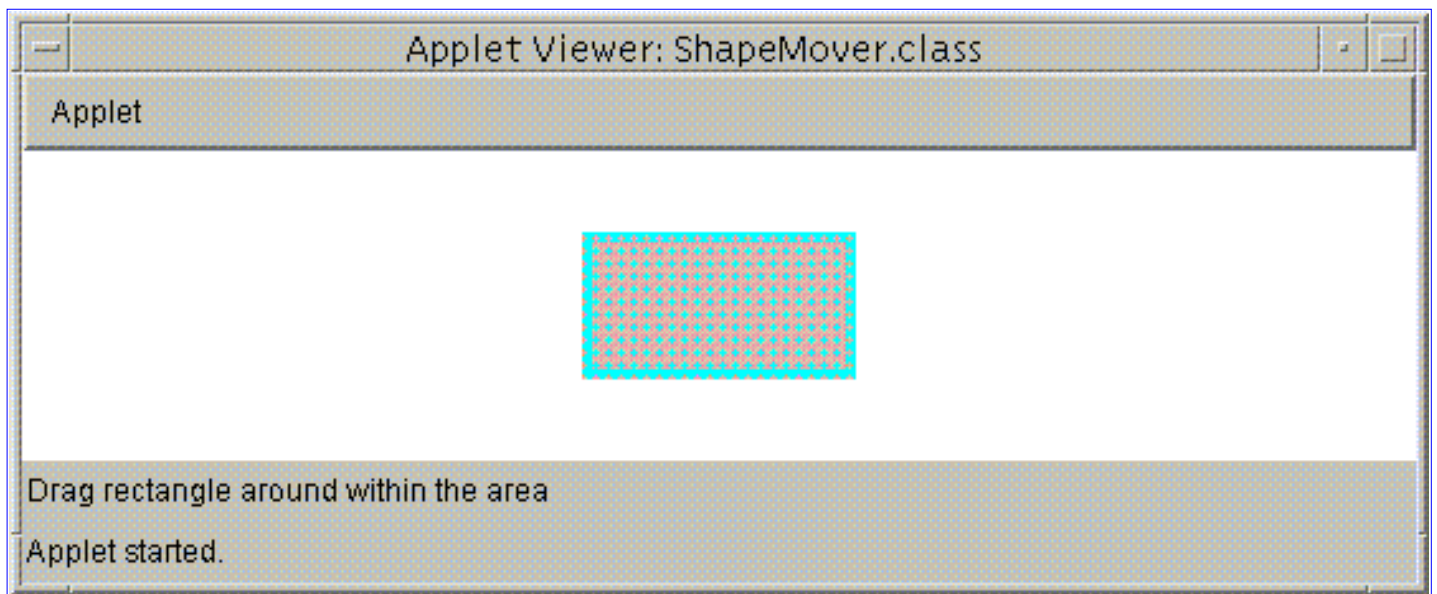 Applet Viewer: ShapeMover.class
Applet
Drag rectangle around within the area
Applet started.